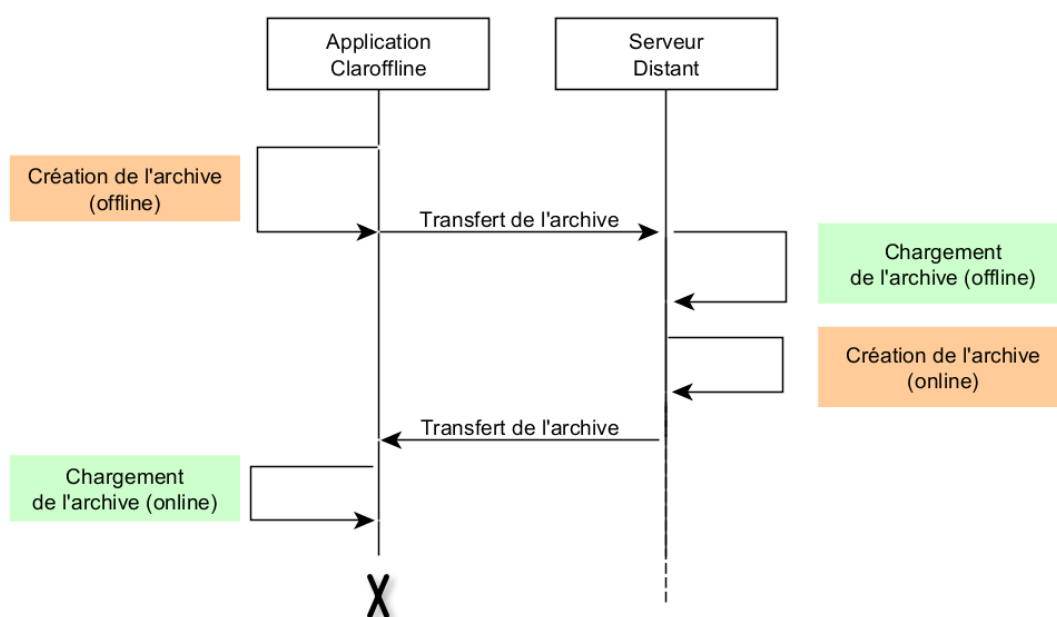 Application
Claroffline
Serveur
Distant
Création de l'archive
(offline)
Transfert de l'archive
Chargement
de l'archive (offline)
Création de l'archive
(online)
Transfert de l'archive
Chargement
de l'archive (online)